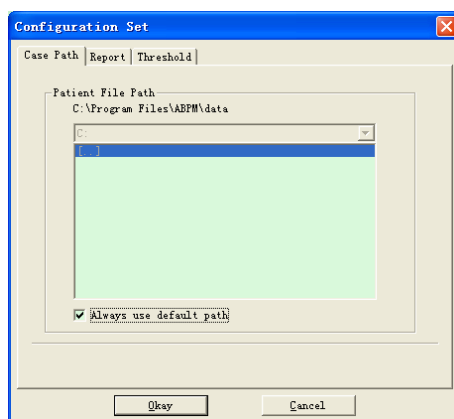 Configuration Set
Case Path Report Threshold
Patient File Path
C:\Program Files\ABPM\data
C:
[..]
Always use default path
Okay Cancel